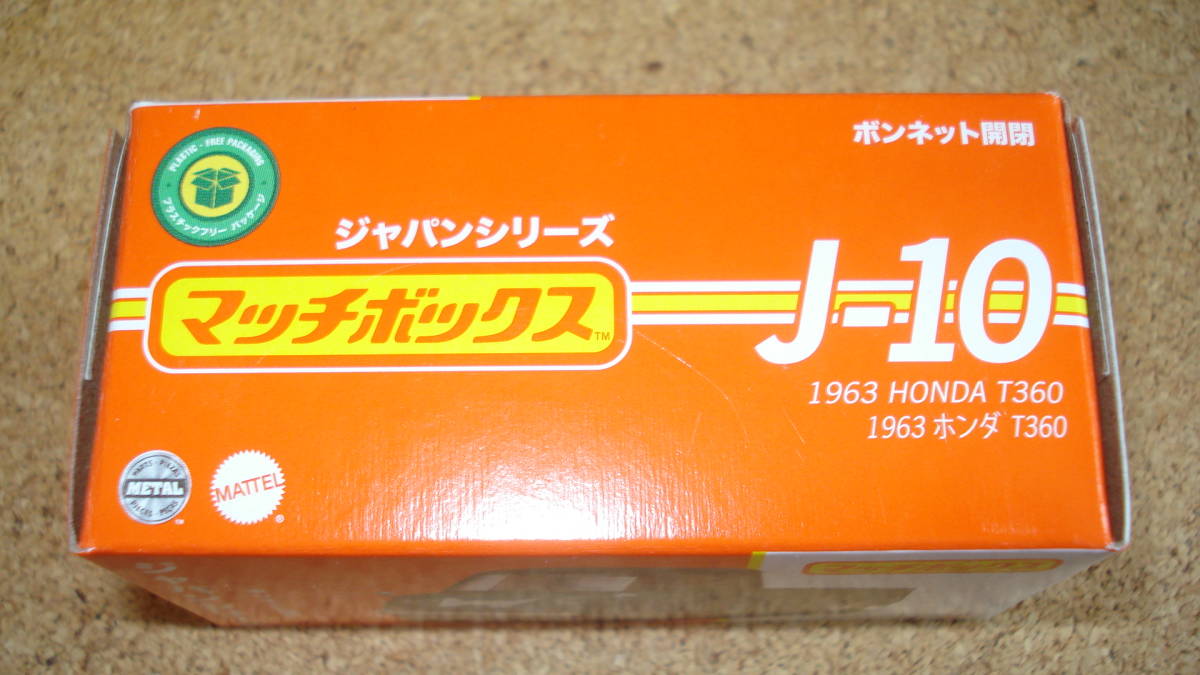 PLASTIC - FREE PACKAGING
プラスチックフリー パッケージ
ボンネット開閉
ジャパンシリーズ
マッチボックス™
J-10
1963 HONDA T360
1963 ホンダ T360
METAL
MATTEL®